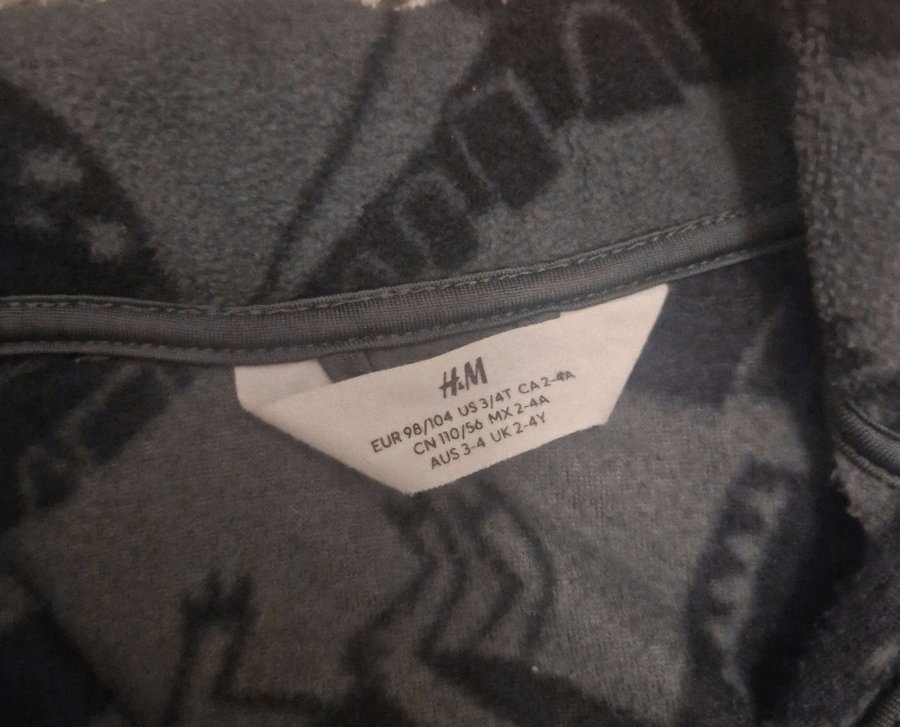 H&M
EUR 98/104 US 3/4T CA 2-4A
CN 110/56 MX 2-4A
AUS 3-4 UK 2-4Y